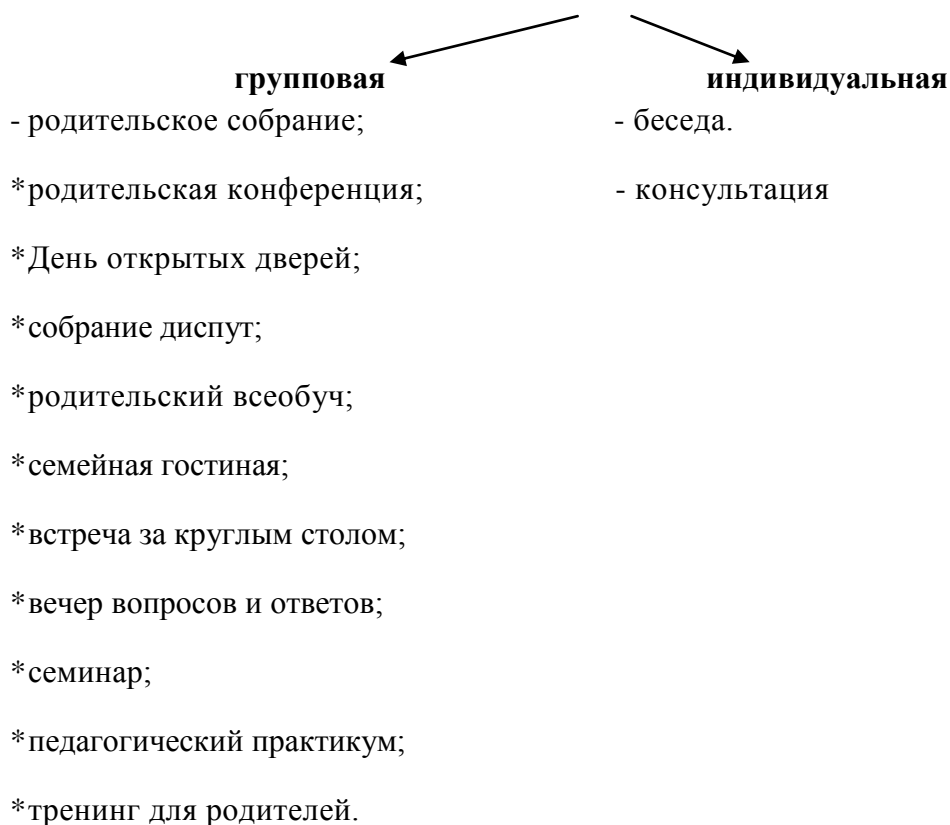 групповая индивидуальная
- родительское собрание; - беседа.
*родительская конференция; - консультация
*День открытых дверей;
*собрание диспут;
*родительский всеобуч;
*семейная гостиная;
*встреча за круглым столом;
*вечер вопросов и ответов;
*семинар;
*педагогический практикум;
*тренинг для родителей.